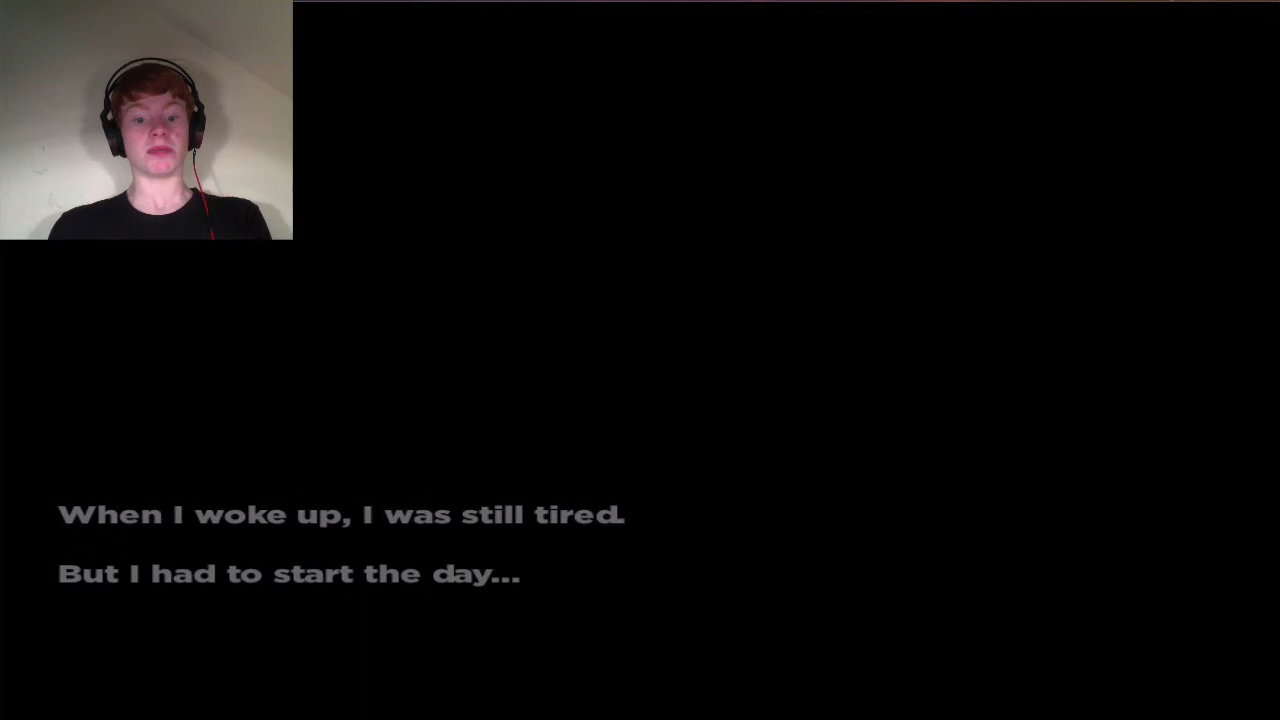 When I woke up, I was still tired.
But I had to start the day...